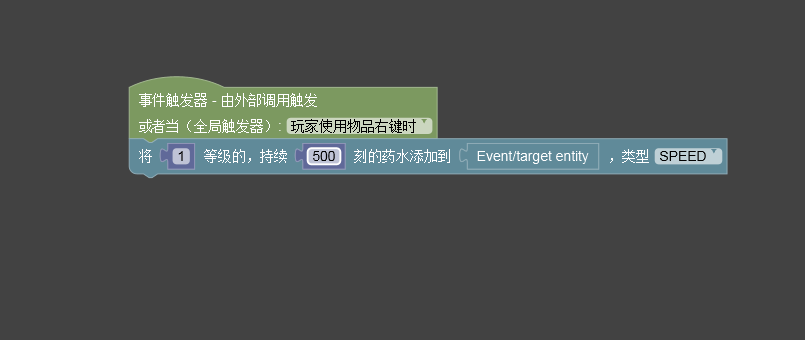 事件触发器 - 由外部调用触发
或者当（全局触发器）: 玩家使用物品右键时
将 1 等级的，持续 500 刻的药水添加到 Event/target entity ，类型 SPEED